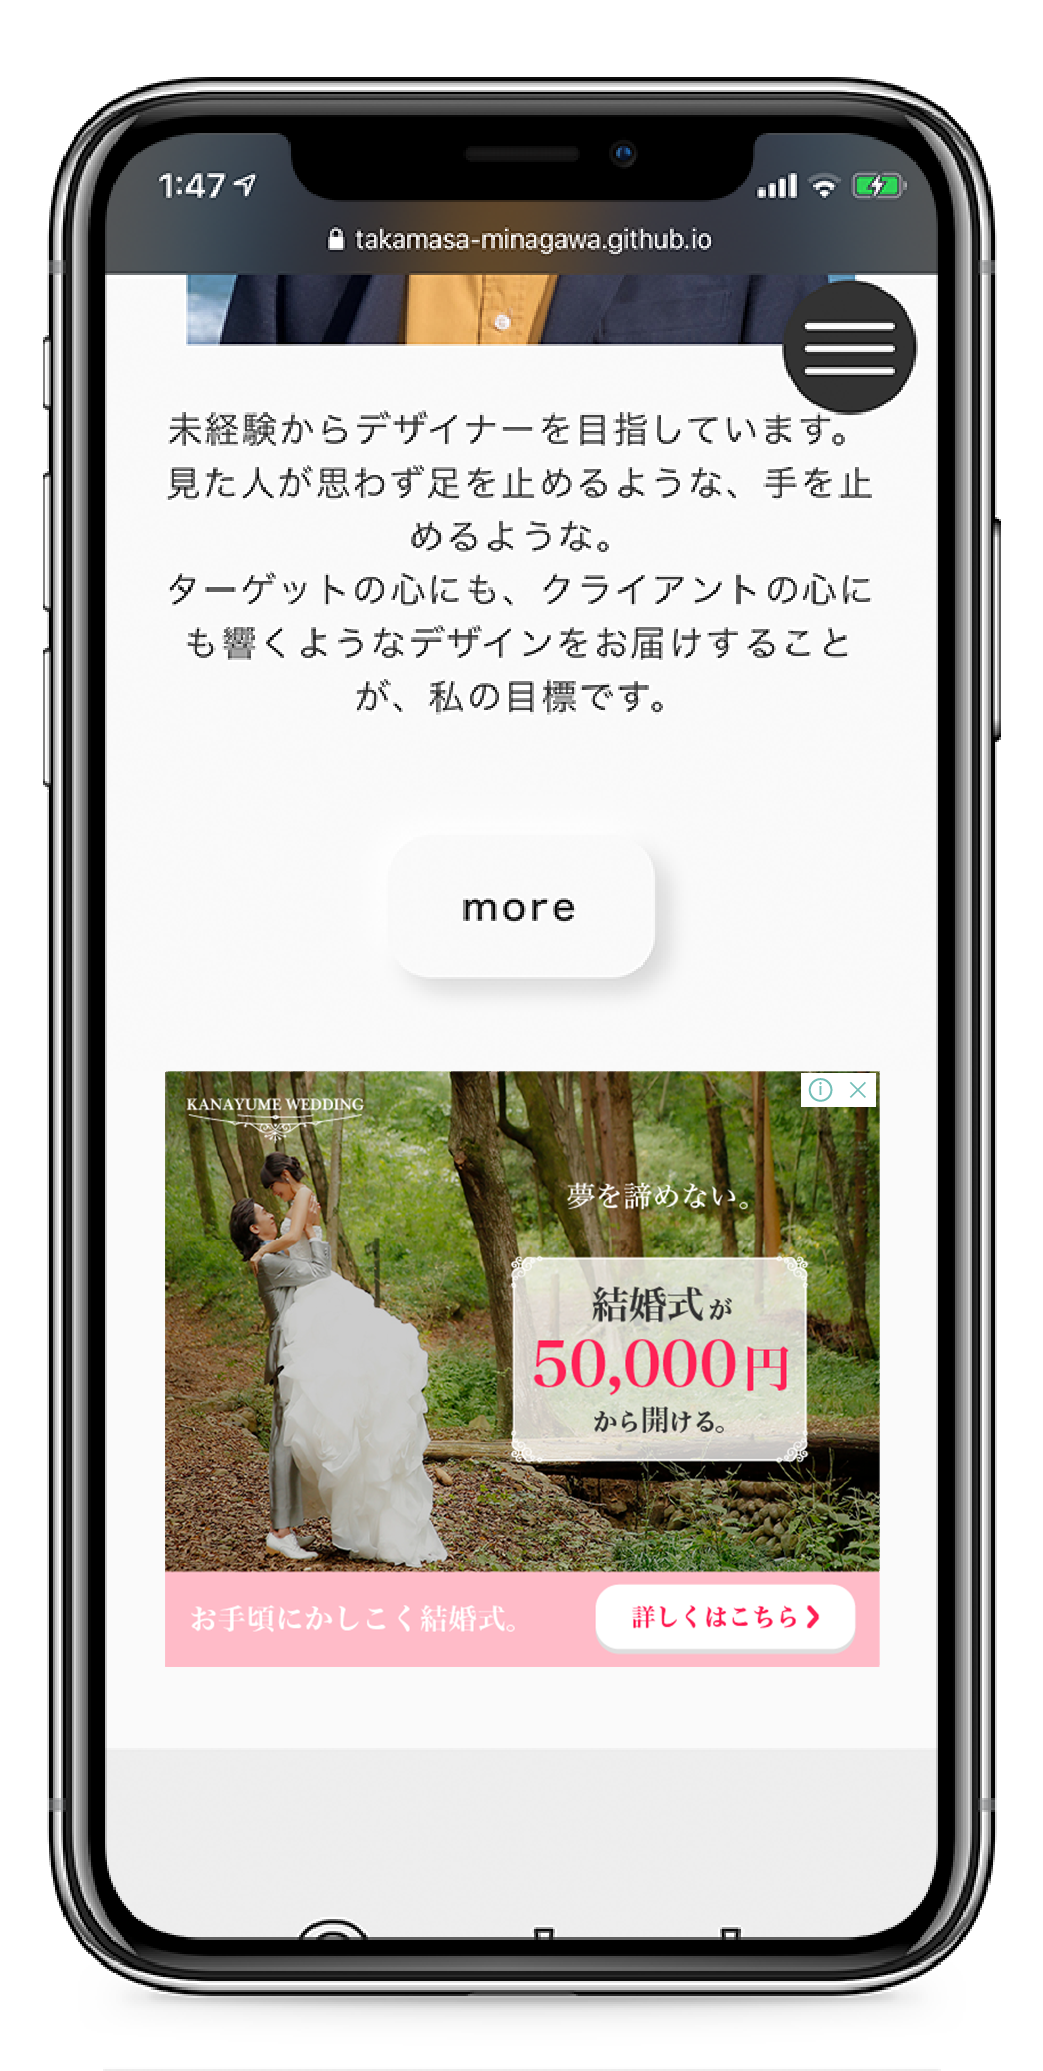 1:47
takamasa-minagawa.github.io
未経験からデザイナーを目指しています。
見た人が思わず足を止めるような、手を止
めるような。
ターゲットの心にも、クライアントの心に
も響くようなデザインをお届けすること
が、私の目標です。
more
KANAYUME WEDDING
夢を諦めない。
結婚式が
50,000円
から開ける。
お手頃にかしこく結婚式。
詳しくはこちら